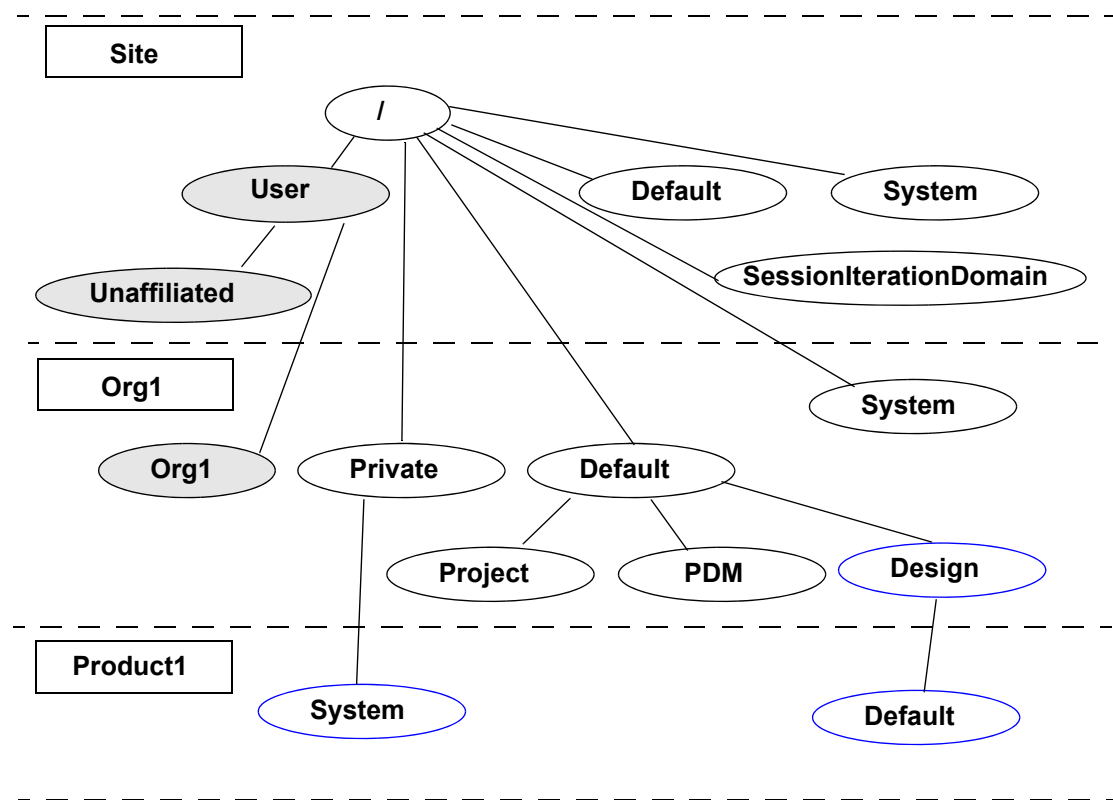 Site
/
User
Default
System
Unaffiliated
SessionIterationDomain
Org1
System
Org1
Private
Default
Project
PDM
Design
Product1
System
Default